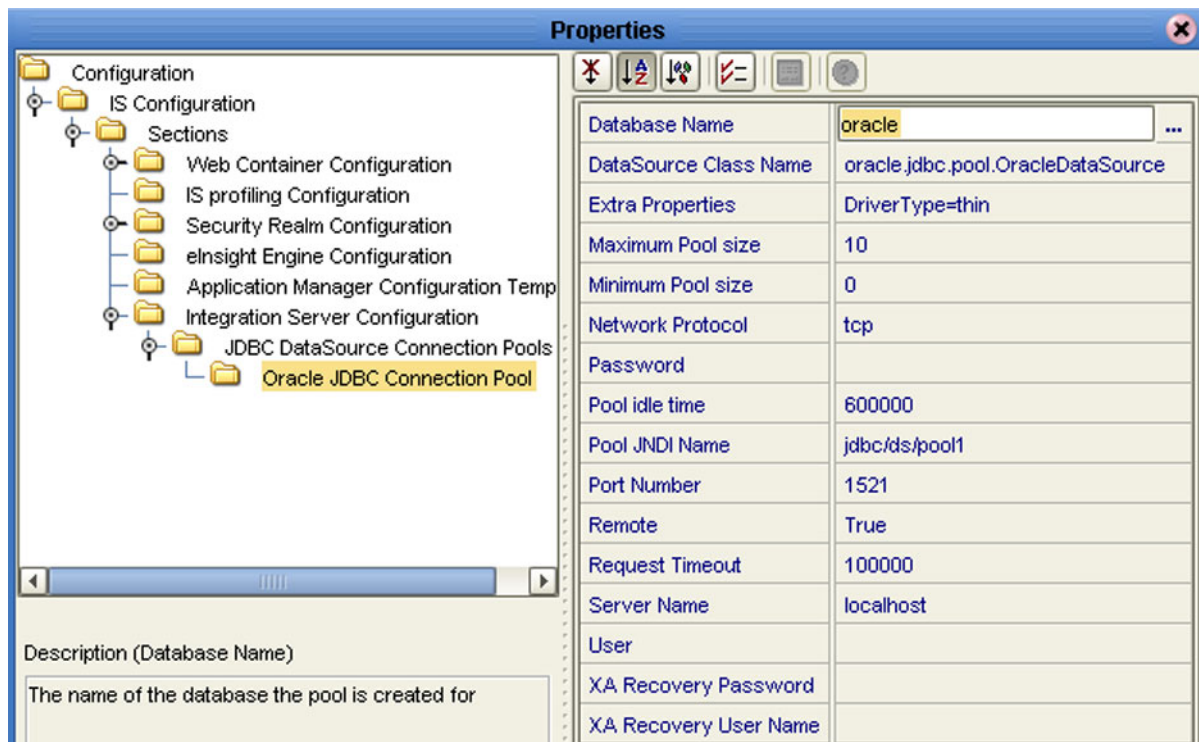 Properties
Configuration
IS Configuration
Sections
Web Container Configuration
IS profiling Configuration
Security Realm Configuration
eInsight Engine Configuration
Application Manager Configuration Temp
Integration Server Configuration
JDBC DataSource Connection Pools
Oracle JDBC Connection Pool
Description (Database Name)
The name of the database the pool is created for
Database Name oracle ...
DataSource Class Name oracle.jdbc.pool.OracleDataSource
Extra Properties DriverType=thin
Maximum Pool size 10
Minimum Pool size 0
Network Protocol tcp
Password
Pool idle time 600000
Pool JNDI Name jdbc/ds/pool1
Port Number 1521
Remote True
Request Timeout 100000
Server Name localhost
User
XA Recovery Password
XA Recovery User Name